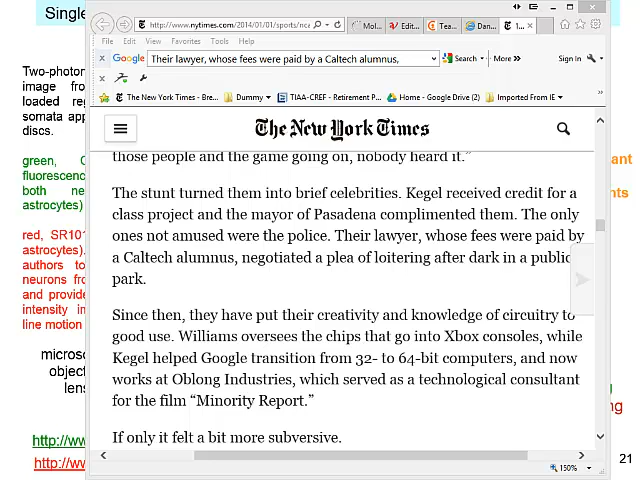 Single
http://www.nytimes.com/2014/01/01/sports/nca
Mol...
Edit...
Tea...
Dan...
1...
File Edit View Favorites Tools Help
x Google Their lawyer, whose fees were paid by a Caltech alumnus, Search More >> Sign In
x
The New York Times - Bre... Dummy TIAA-CREF - Retirement P... Home - Google Drive (2) Imported From IE
The New York Times
those people and the game going on, nobody heard it.”
The stunt turned them into brief celebrities. Kegel received credit for a
class project and the mayor of Pasadena complimented them. The only
ones not amused were the police. Their lawyer, whose fees were paid by
a Caltech alumnus, negotiated a plea of loitering after dark in a public
park.
Since then, they have put their creativity and knowledge of circuitry to
good use. Williams oversees the chips that go into Xbox consoles, while
Kegel helped Google transition from 32- to 64-bit computers, and now
works at Oblong Industries, which served as a technological consultant
for the film “Minority Report.”
If only it felt a bit more subversive.
150%
Two-photon
image fro
loaded re
somata app
discs.
green, C
fluorescenc
both ne
astrocytes)
red, SR101
astrocytes).
authors to
neurons fro
and provide
intensity in
line motion
microsc
object
lens
http://www
http://www
ant
ts
g
ng
21